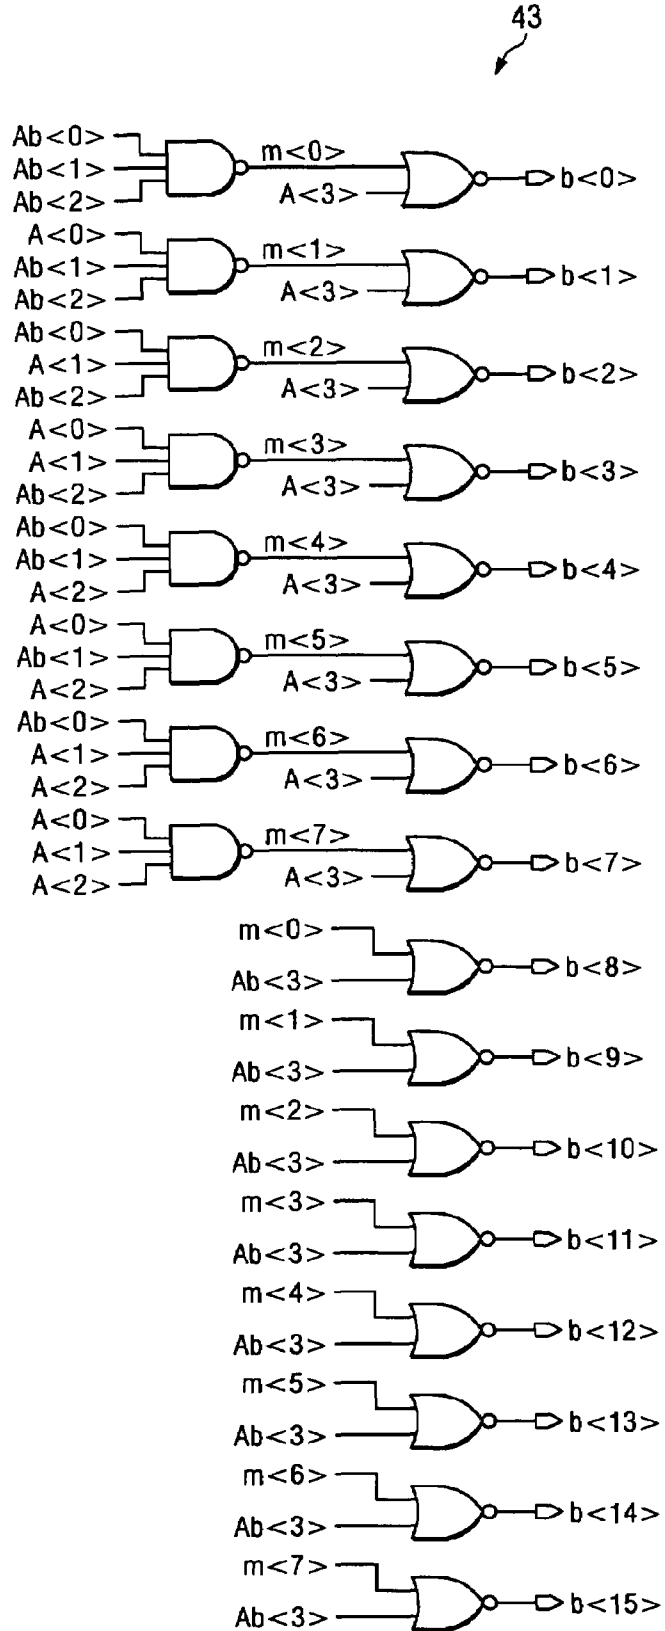 43
Ab<0>
Ab<1>
Ab<2>
m<0>
A<3>
b<0>
A<0>
Ab<1>
Ab<2>
m<1>
A<3>
b<1>
Ab<0>
A<1>
Ab<2>
m<2>
A<3>
b<2>
A<0>
A<1>
Ab<2>
m<3>
A<3>
b<3>
Ab<0>
Ab<1>
A<2>
m<4>
A<3>
b<4>
A<0>
Ab<1>
A<2>
m<5>
A<3>
b<5>
Ab<0>
A<1>
A<2>
m<6>
A<3>
b<6>
A<0>
A<1>
A<2>
m<7>
A<3>
b<7>
m<0>
Ab<3>
b<8>
m<1>
Ab<3>
b<9>
m<2>
Ab<3>
b<10>
m<3>
Ab<3>
b<11>
m<4>
Ab<3>
b<12>
m<5>
Ab<3>
b<13>
m<6>
Ab<3>
b<14>
m<7>
Ab<3>
b<15>